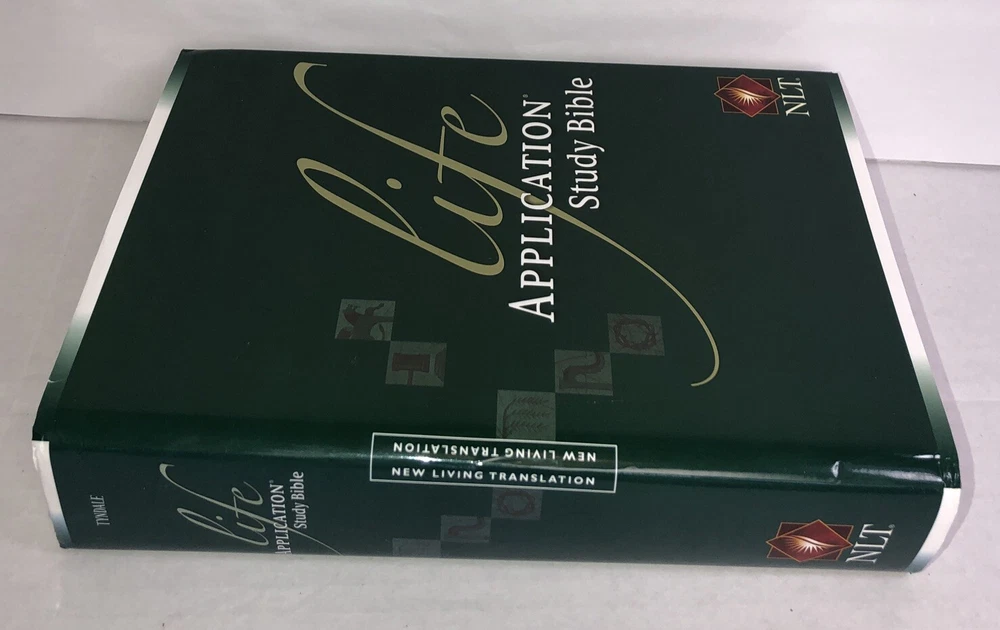 life
APPLICATION®
Study Bible
NLT®
NEW LIVING TRANSLATION
NEW LIVING TRANSLATION
TYNDALE
life
APPLICATION®
Study Bible
NLT®